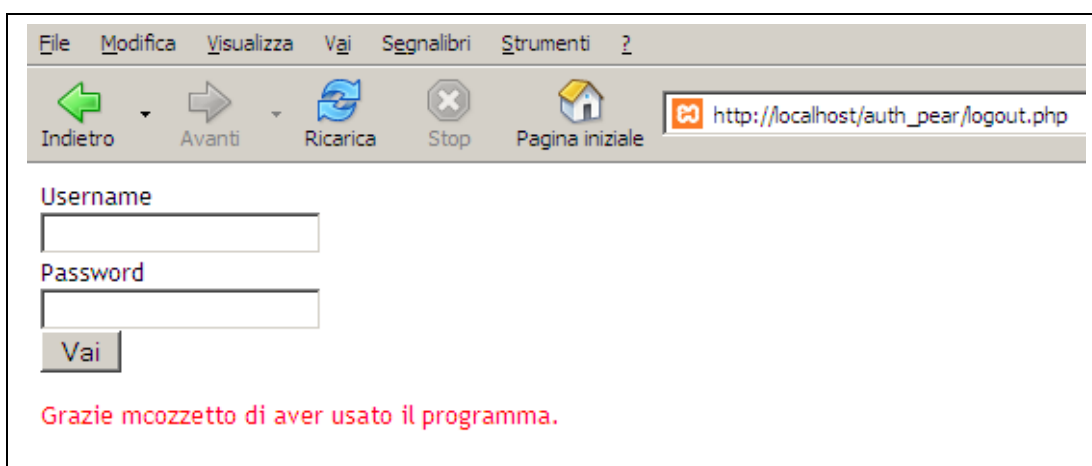 File Modifica Visualizza Vai Segnalibri Strumenti ?
Indietro Avanti Ricarica Stop Pagina iniziale http://localhost/auth_pear/logout.php
Username
Password
Vai
Grazie mcozzetto di aver usato il programma.